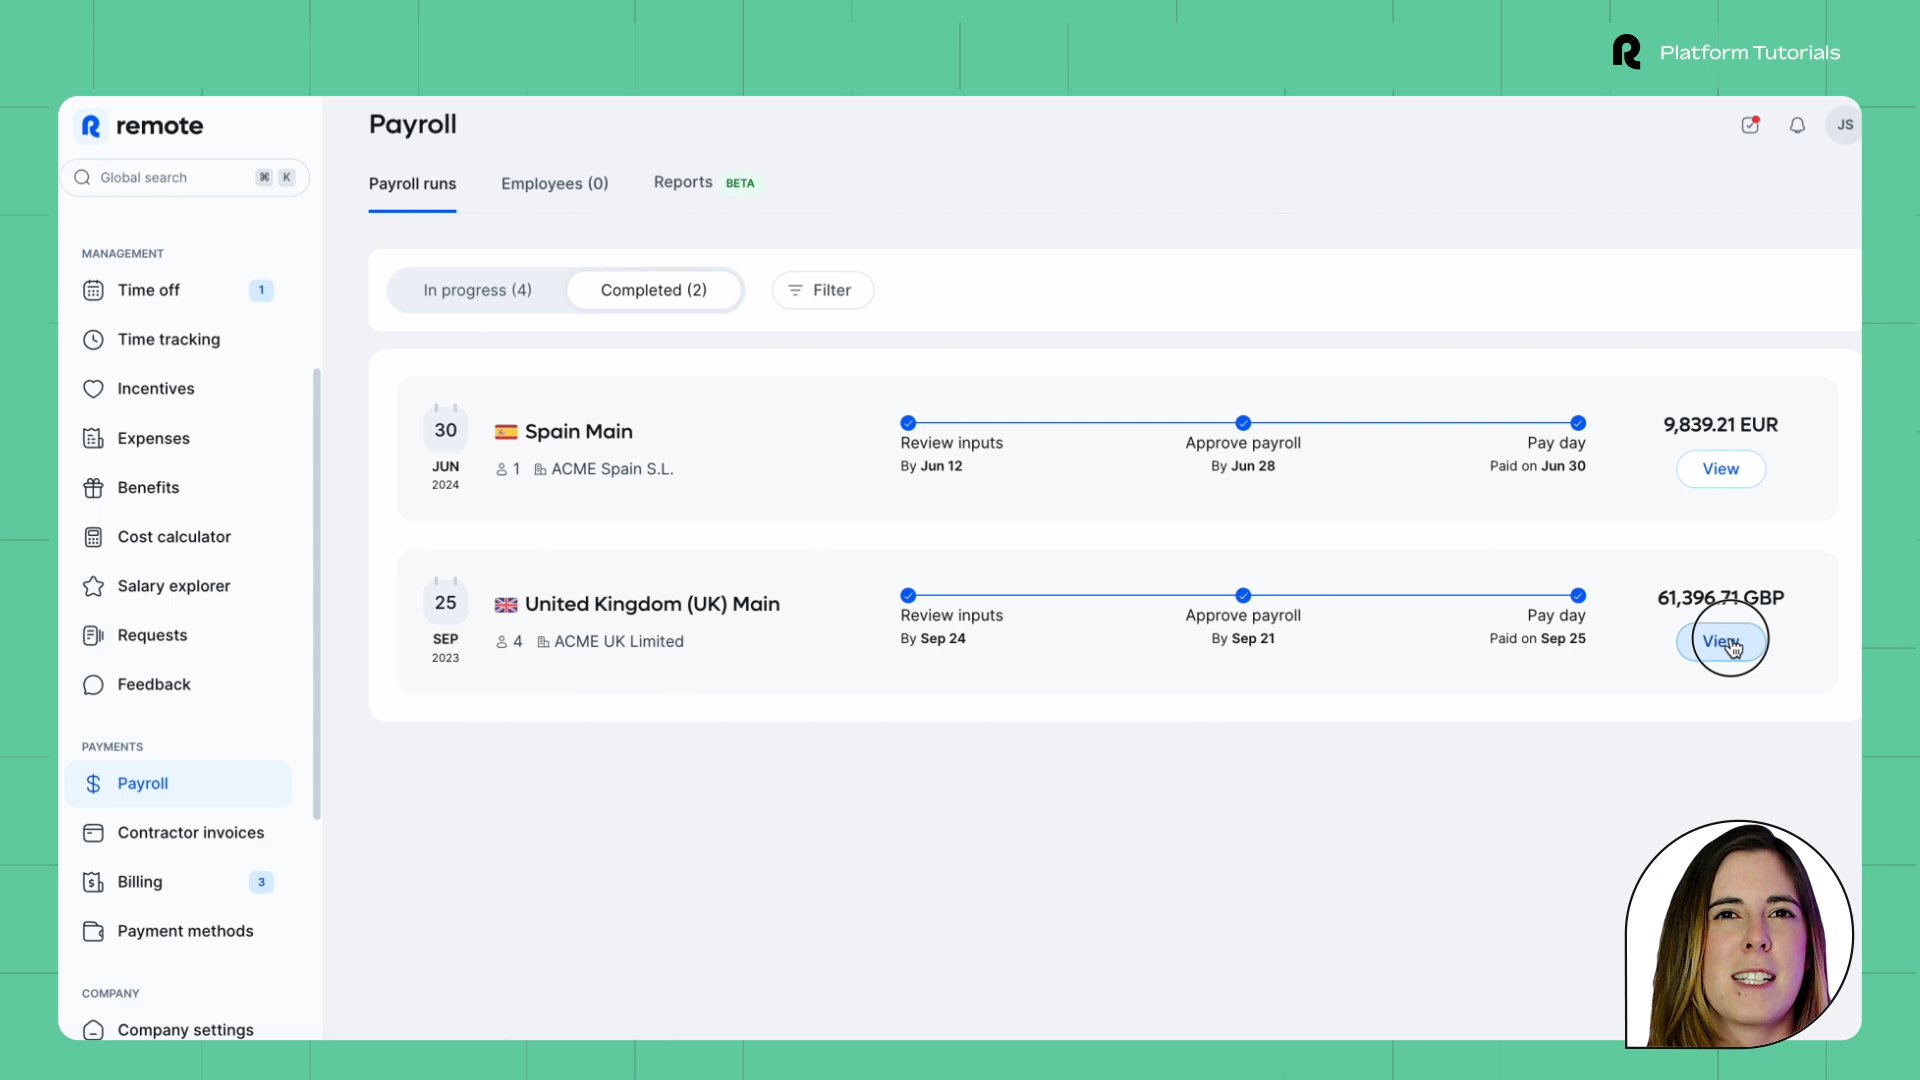 Platform Tutorials
remote
Global search ⌘ K
MANAGEMENT
Time off 1
Time tracking
Incentives
Expenses
Benefits
Cost calculator
Salary explorer
Requests
Feedback
PAYMENTS
Payroll
Contractor invoices
Billing 3
Payment methods
COMPANY
Company settings
Payroll
JS
Payroll runs Employees (0) Reports BETA
In progress (4) Completed (2) Filter
30
JUN
2024
Spain Main
1 ACME Spain S.L.
Review inputs
By Jun 12
Approve payroll
By Jun 28
Pay day
Paid on Jun 30
9,839.21 EUR
View
25
SEP
2023
United Kingdom (UK) Main
4 ACME UK Limited
Review inputs
By Sep 24
Approve payroll
By Sep 21
Pay day
Paid on Sep 25
61,396.71 GBP
View